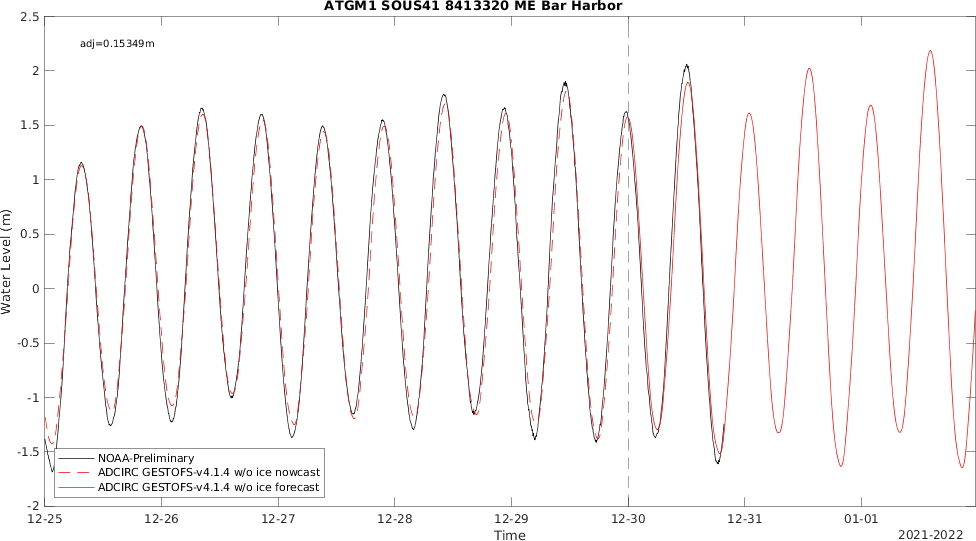 ATGM1 SOUS41 8413320 ME Bar Harbor
adj=0.15349m
2.5
2
1.5
1
0.5
0
-0.5
-1
-1.5
-2
Water Level (m)
NOAA-Preliminary
ADCIRC GESTOFS-v4.1.4 w/o ice nowcast
ADCIRC GESTOFS-v4.1.4 w/o ice forecast
12-25 12-26 12-27 12-28 12-29 12-30 12-31 01-01
Time
2021-2022